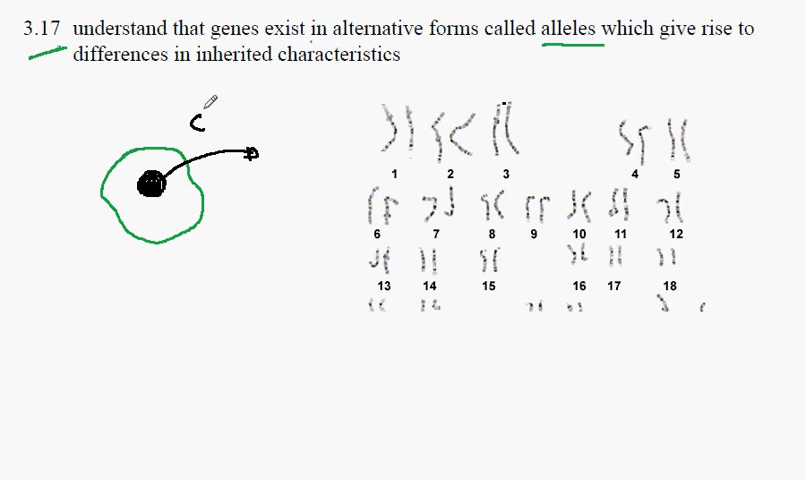 3.17 understand that genes exist in alternative forms called alleles which give rise to
differences in inherited characteristics
c
1 2 3 4 5
6 7 8 9 10 11 12
13 14 15 16 17 18